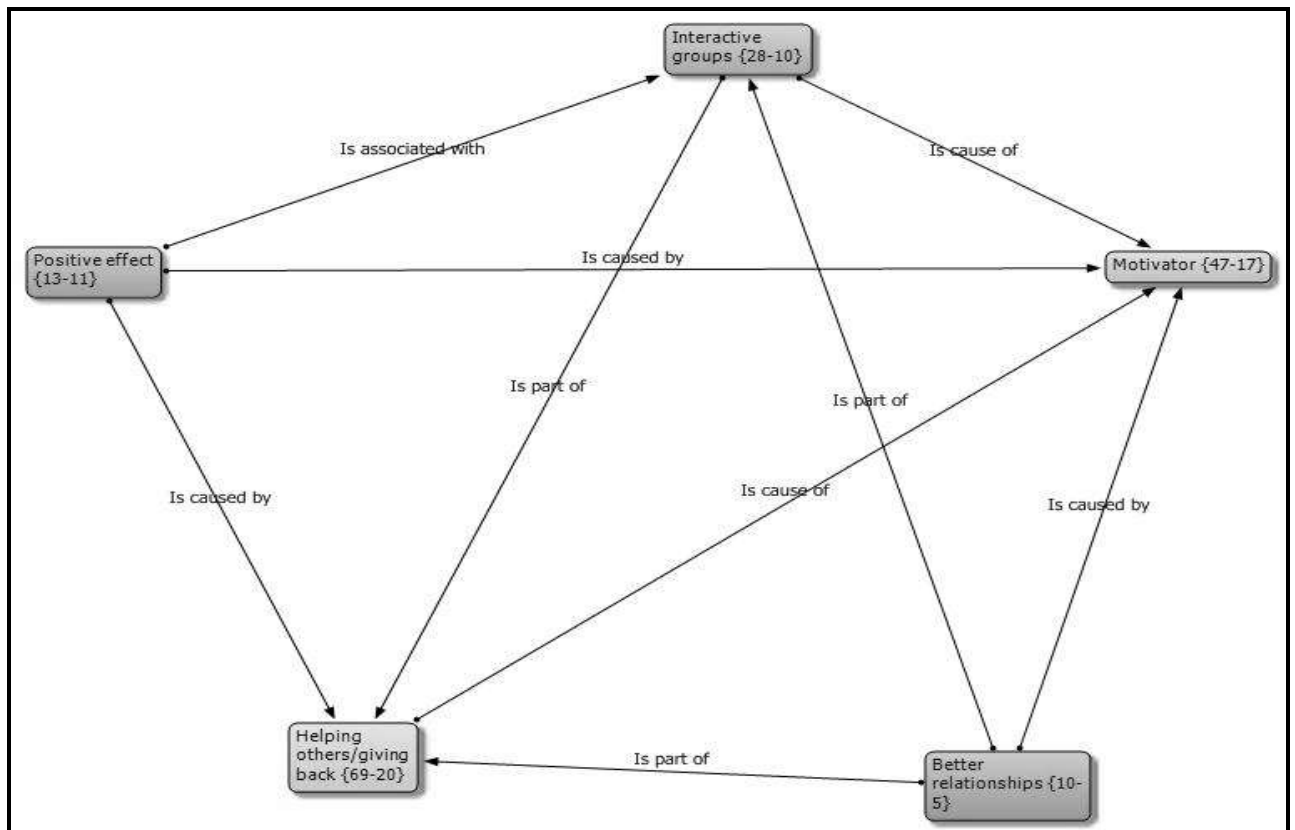 Interactive
groups {28-10}
Is associated with
Is cause of
Positive effect
{13-11}
Is caused by
Motivator {47-17}
Is part of
Is part of
Is caused by
Is cause of
Is caused by
Helping
others/giving
back {69-20}
Is part of
Better
relationships {10-
5}